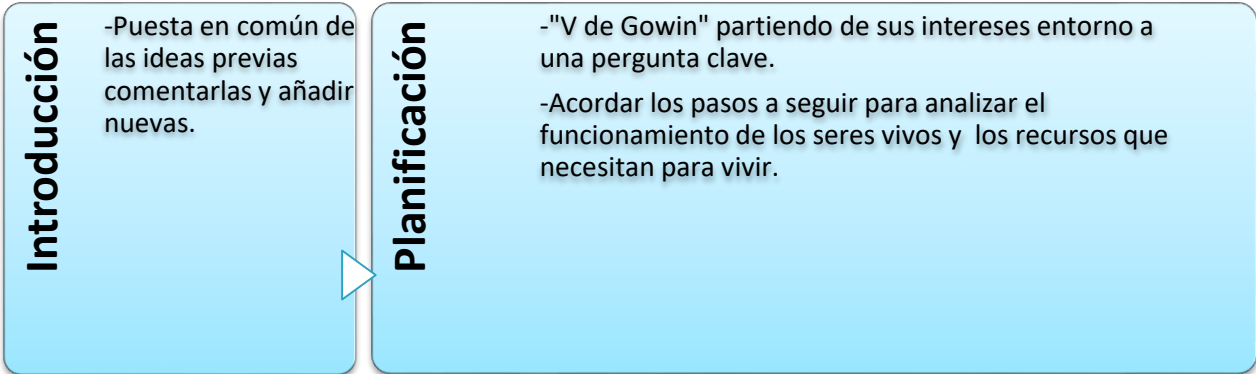 Introducción
-Puesta en común de
las ideas previas
comentarlas y añadir
nuevas.
Planificación
-"V de Gowin" partiendo de sus intereses entorno a
una pergunta clave.
-Acordar los pasos a seguir para analizar el
funcionamiento de los seres vivos y  los recursos que
necesitan para vivir.